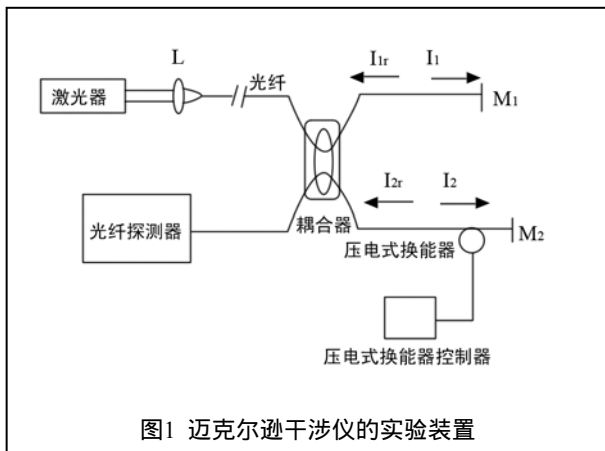 L
激光器
光纤
I1r
I1
M1
光纤探测器
耦合器
I2r
I2
M2
压电式换能器
压电式换能器控制器
图1 迈克尔逊干涉仪的实验装置